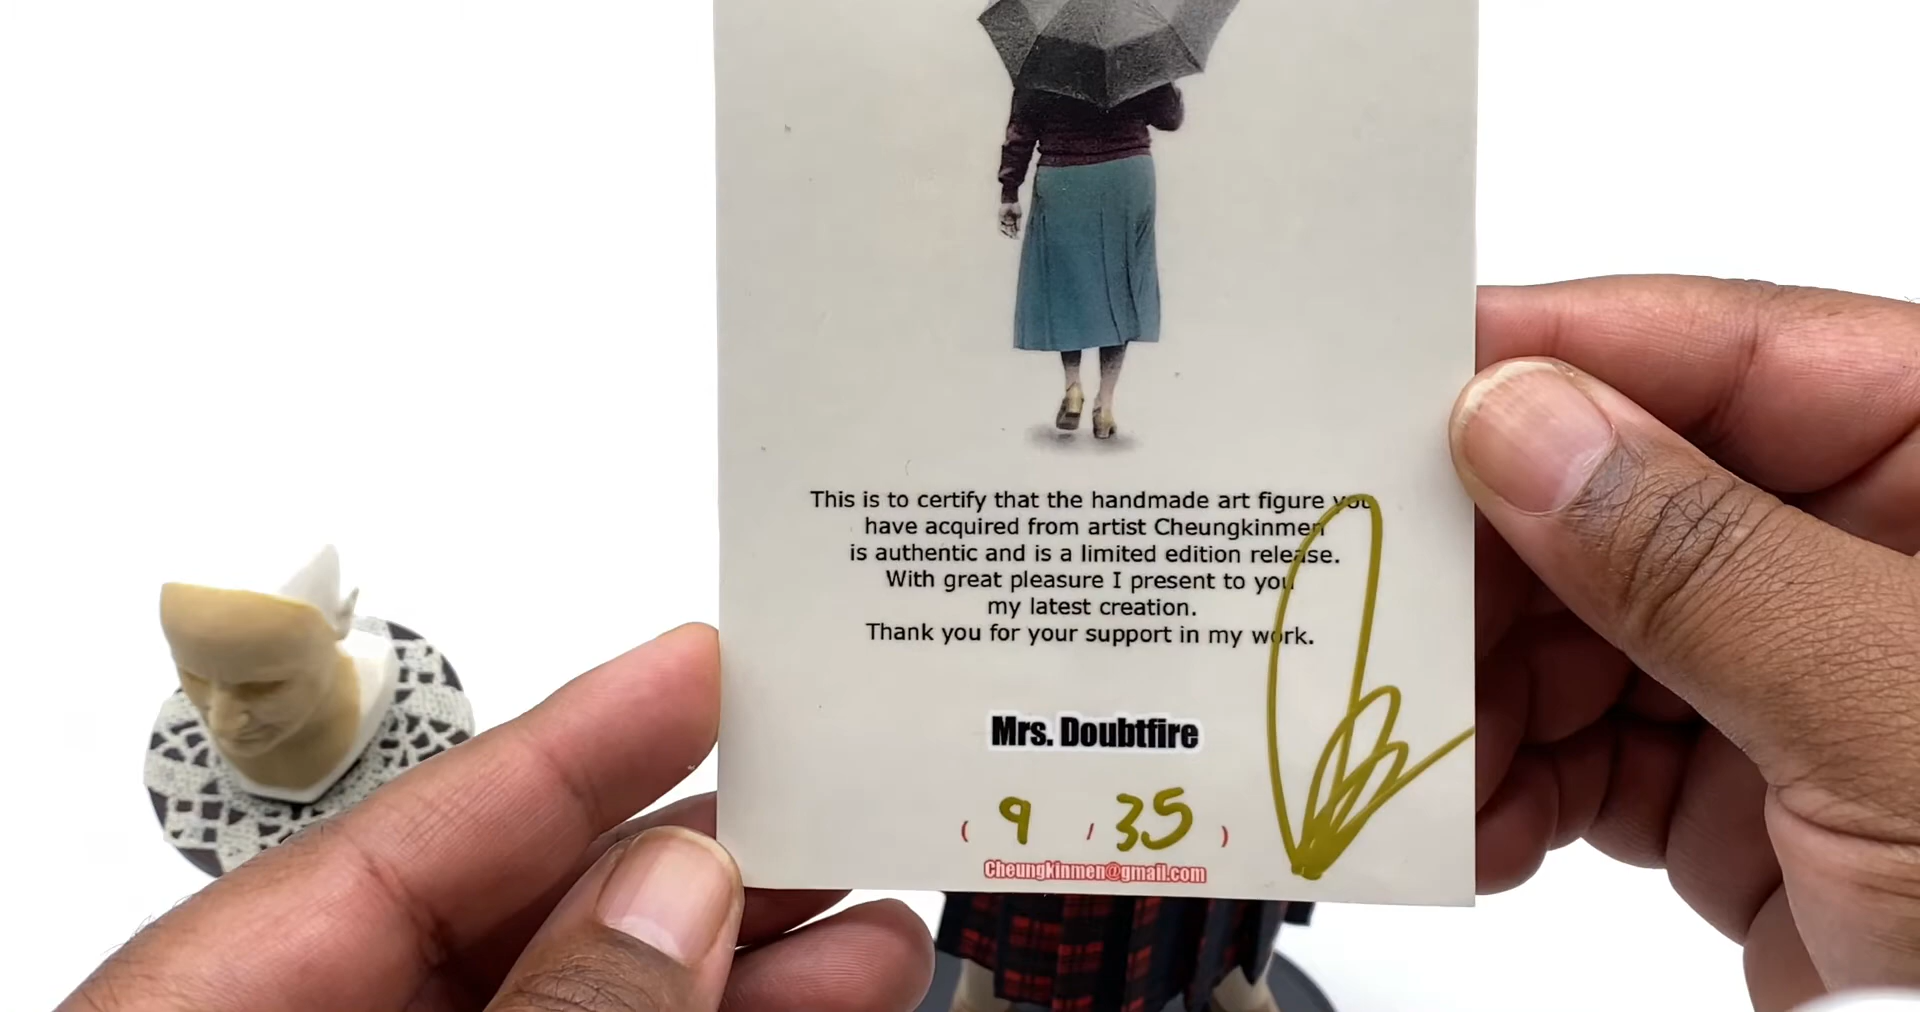 This is to certify that the handmade art figure you
have acquired from artist Cheungkinmen
is authentic and is a limited edition release.
With great pleasure I present to you
my latest creation.
Thank you for your support in my work.
Mrs. Doubtfire
( 9 / 35 )
Cheungkinmen@gmail.com